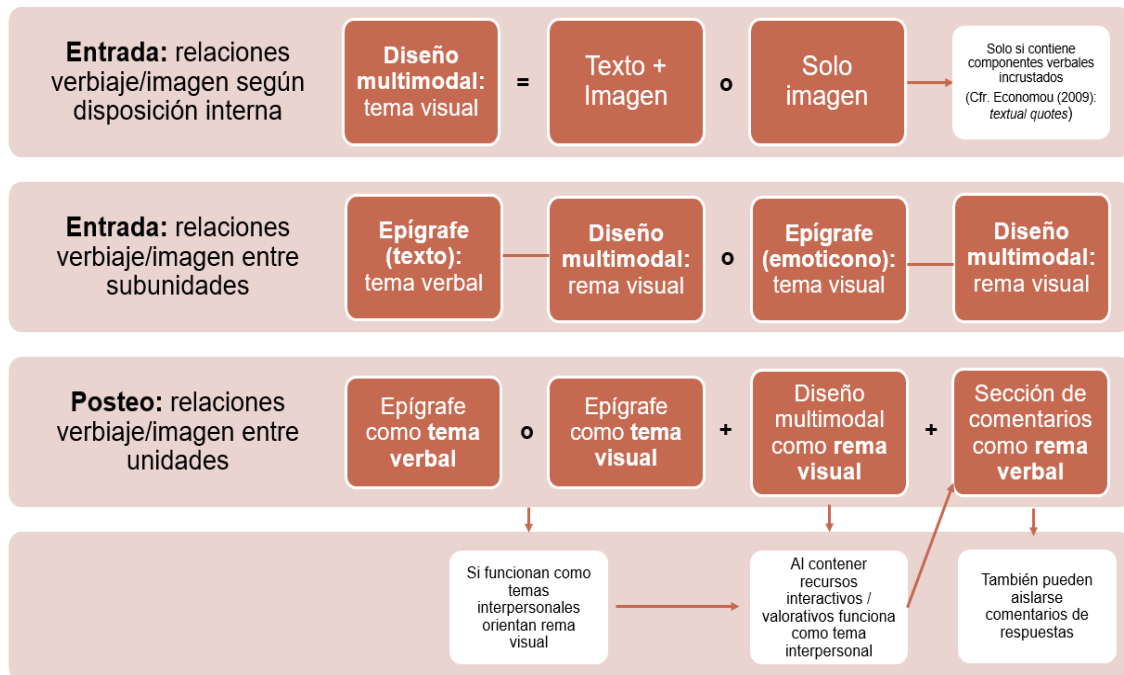 Entrada: relaciones
verbiaje/imagen según
disposición interna
Diseño
multimodal:
tema visual
=
Texto +
Imagen
o
Solo
imagen
Solo si contiene
componentes verbales
incrustados
(Cfr. Economou (2009):
textual quotes)
Entrada: relaciones
verbiaje/imagen entre
subunidades
Epígrafe
(texto):
tema verbal
Diseño
multimodal:
rema visual
o
Epígrafe
(emoticono):
tema visual
Diseño
multimodal:
rema visual
Posteo: relaciones
verbiaje/imagen entre
unidades
Epígrafe
como tema
verbal
o
Epígrafe
como tema
visual
+
Diseño
multimodal
como rema
visual
+
Sección de
comentarios
como rema
verbal
Si funcionan como
temas
interpersonales
orientan rema
visual
Al contener
recursos
interactivos /
valorativos funciona
como tema
interpersonal
También pueden
aislarse
comentarios de
respuestas